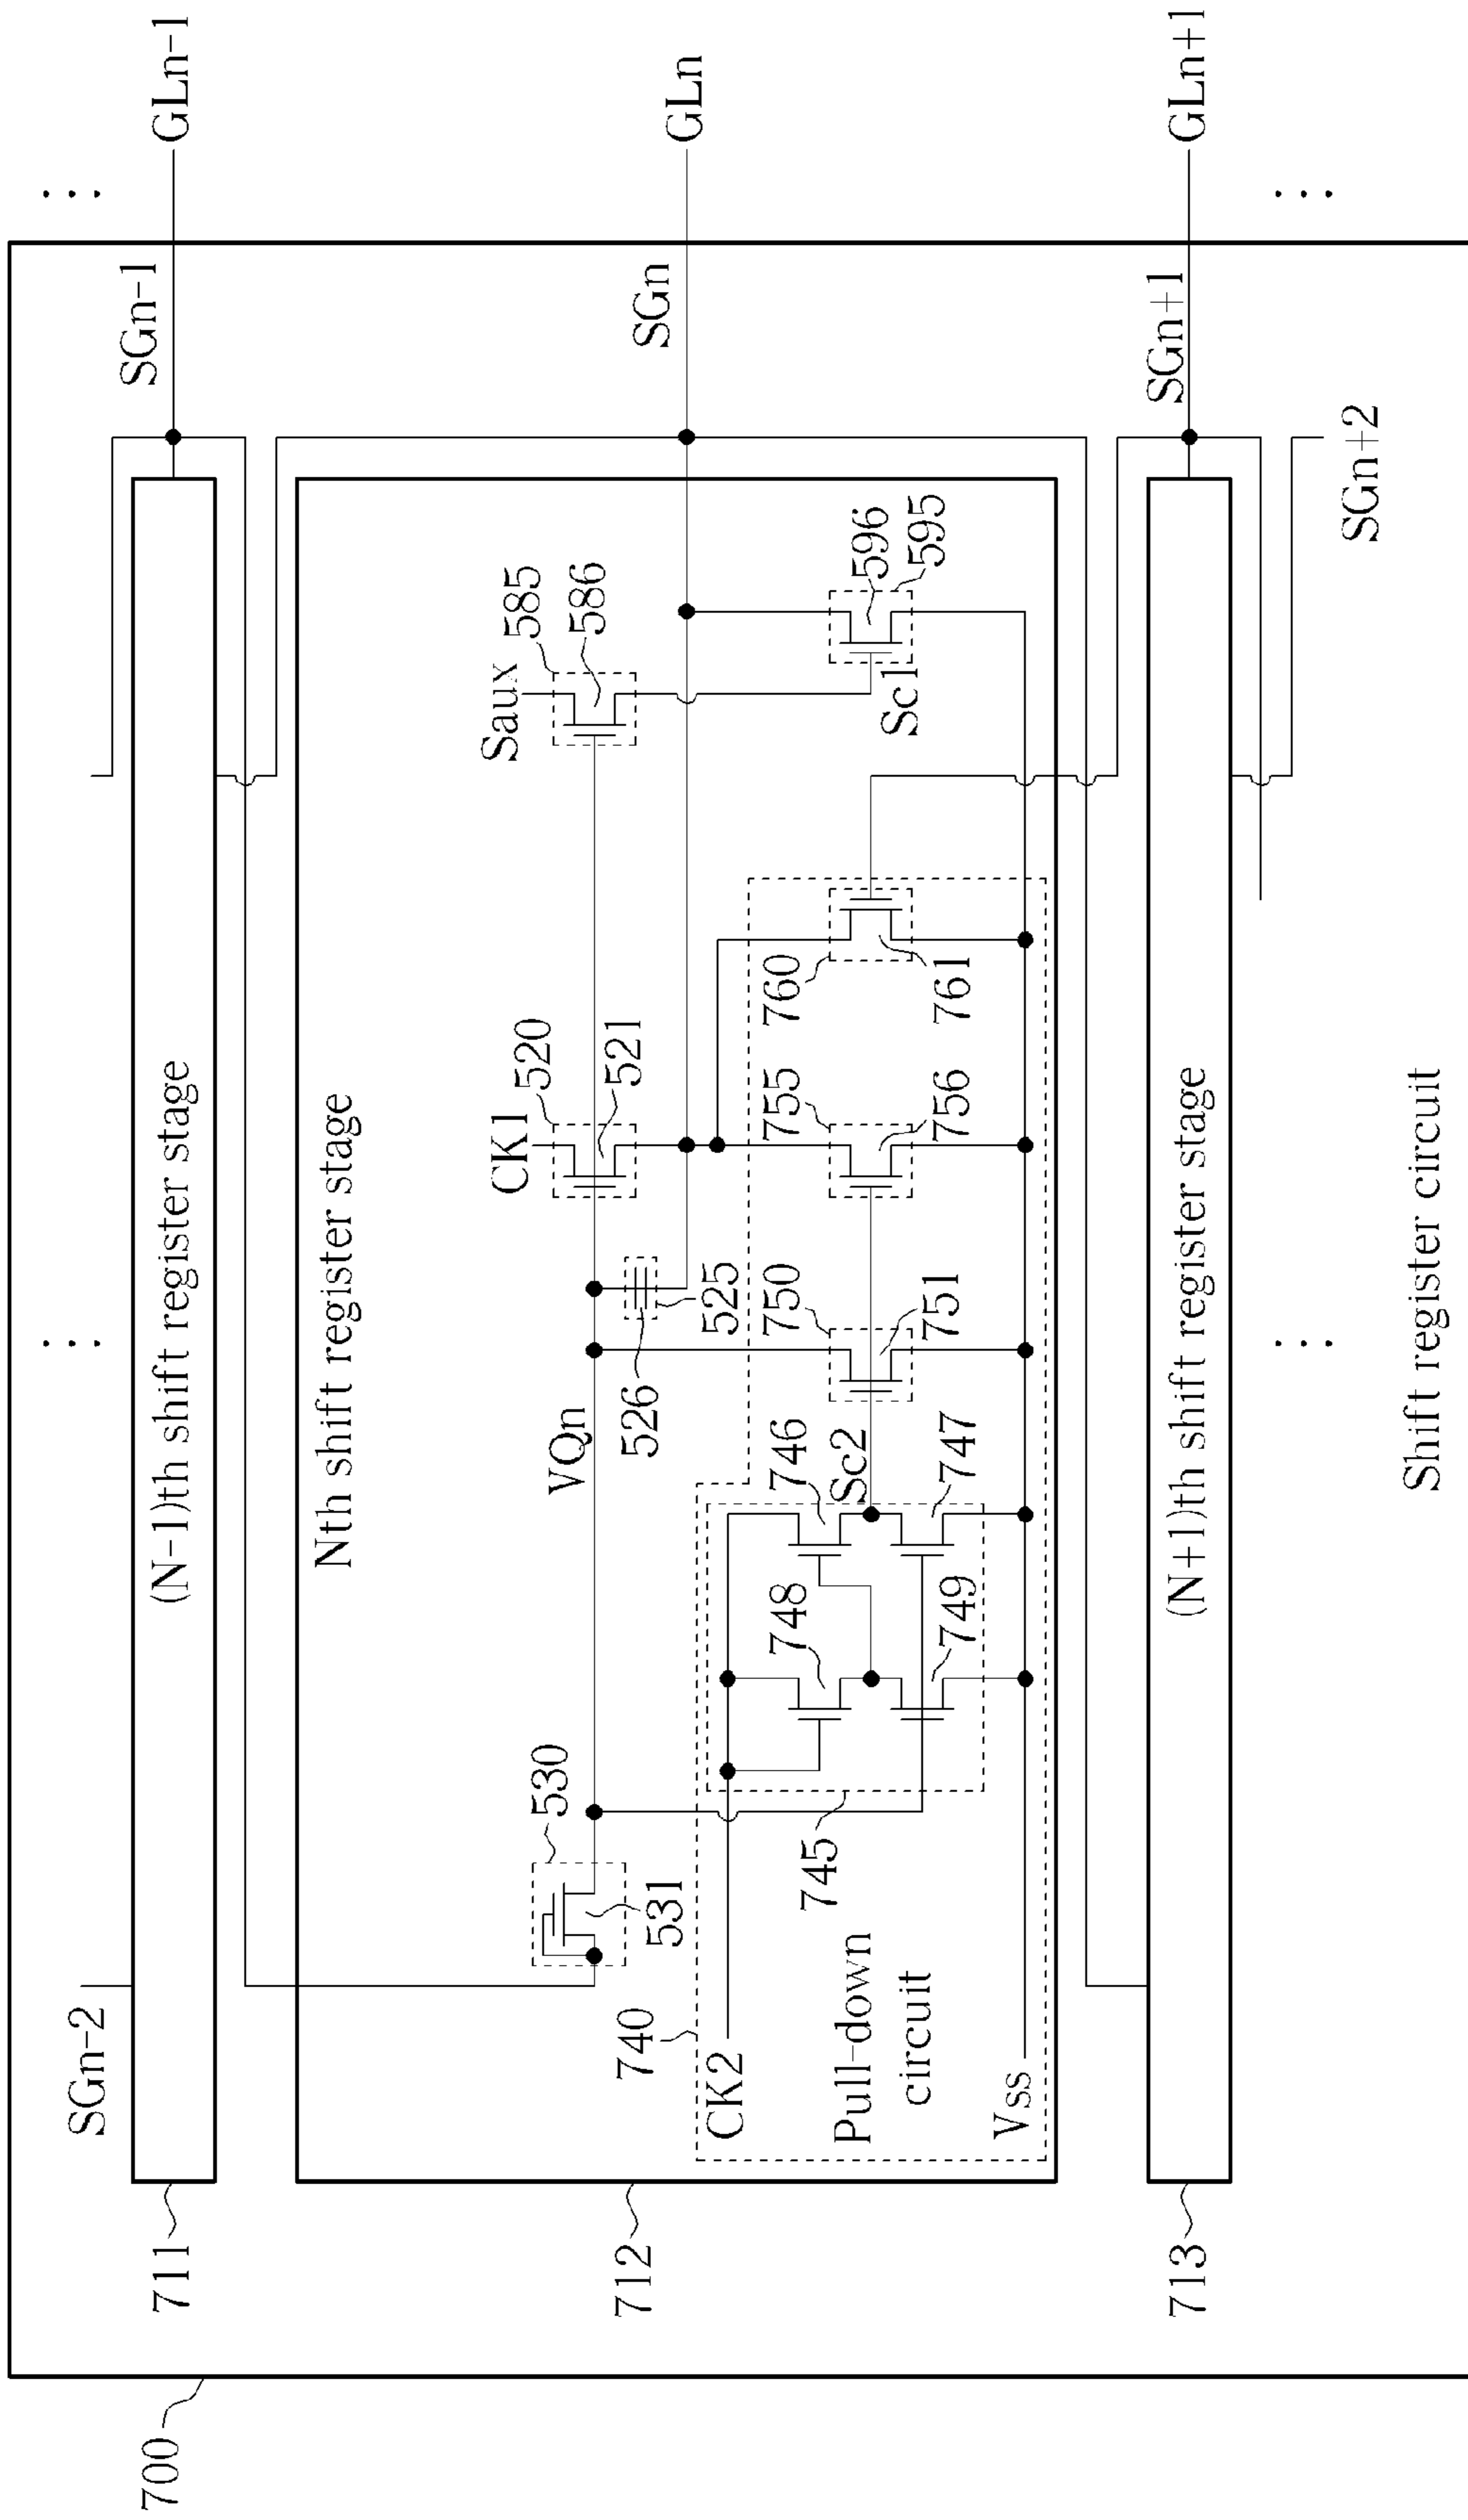 700
SGn-2
711
(N-1)th shift register stage
SGn-1
GLn-1
...
...
712
Nth shift register stage
530
531
VQn
526
525
CK1
520
521
Saux
585
586
SGn
GLn
740
CK2
Pull-down
circuit
Vss
745
748
749
746
747
Sc2
750
751
755
756
760
761
Sc1
596
595
713
(N+1)th shift register stage
SGn+1
GLn+1
SGn+2
...
...
Shift register circuit